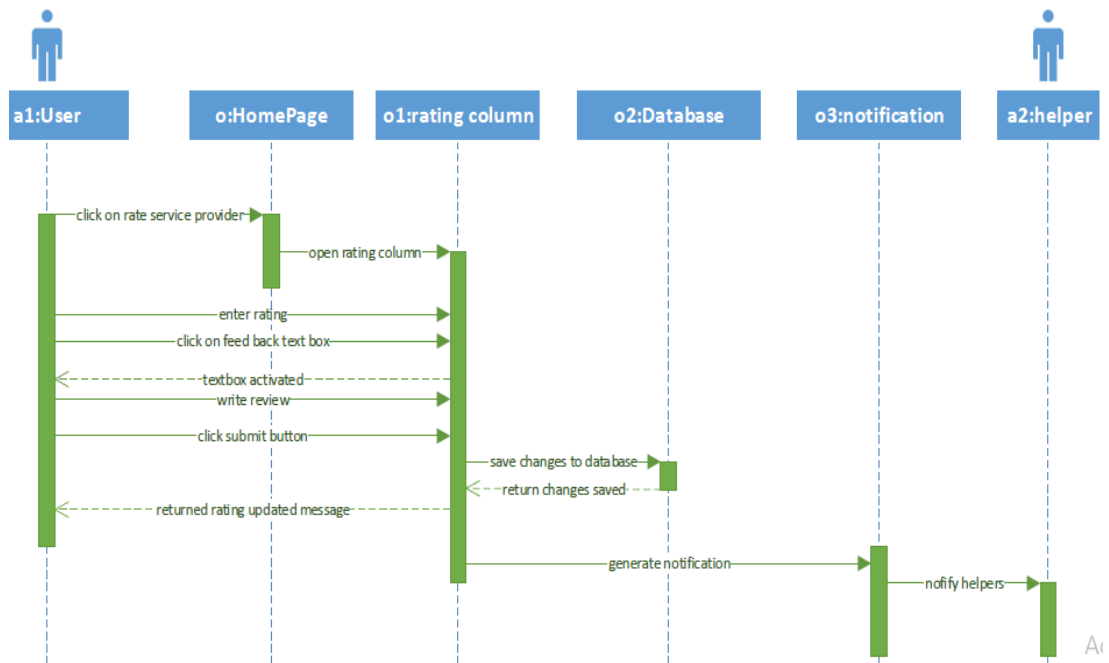 a1:User
o:HomePage
o1:rating column
o2:Database
o3:notification
a2:helper
click on rate service provider
open rating column
enter rating
click on feed back text box
textbox activated
write review
click submit button
save changes to database
return changes saved
returned rating updated message
generate notification
nofify helpers